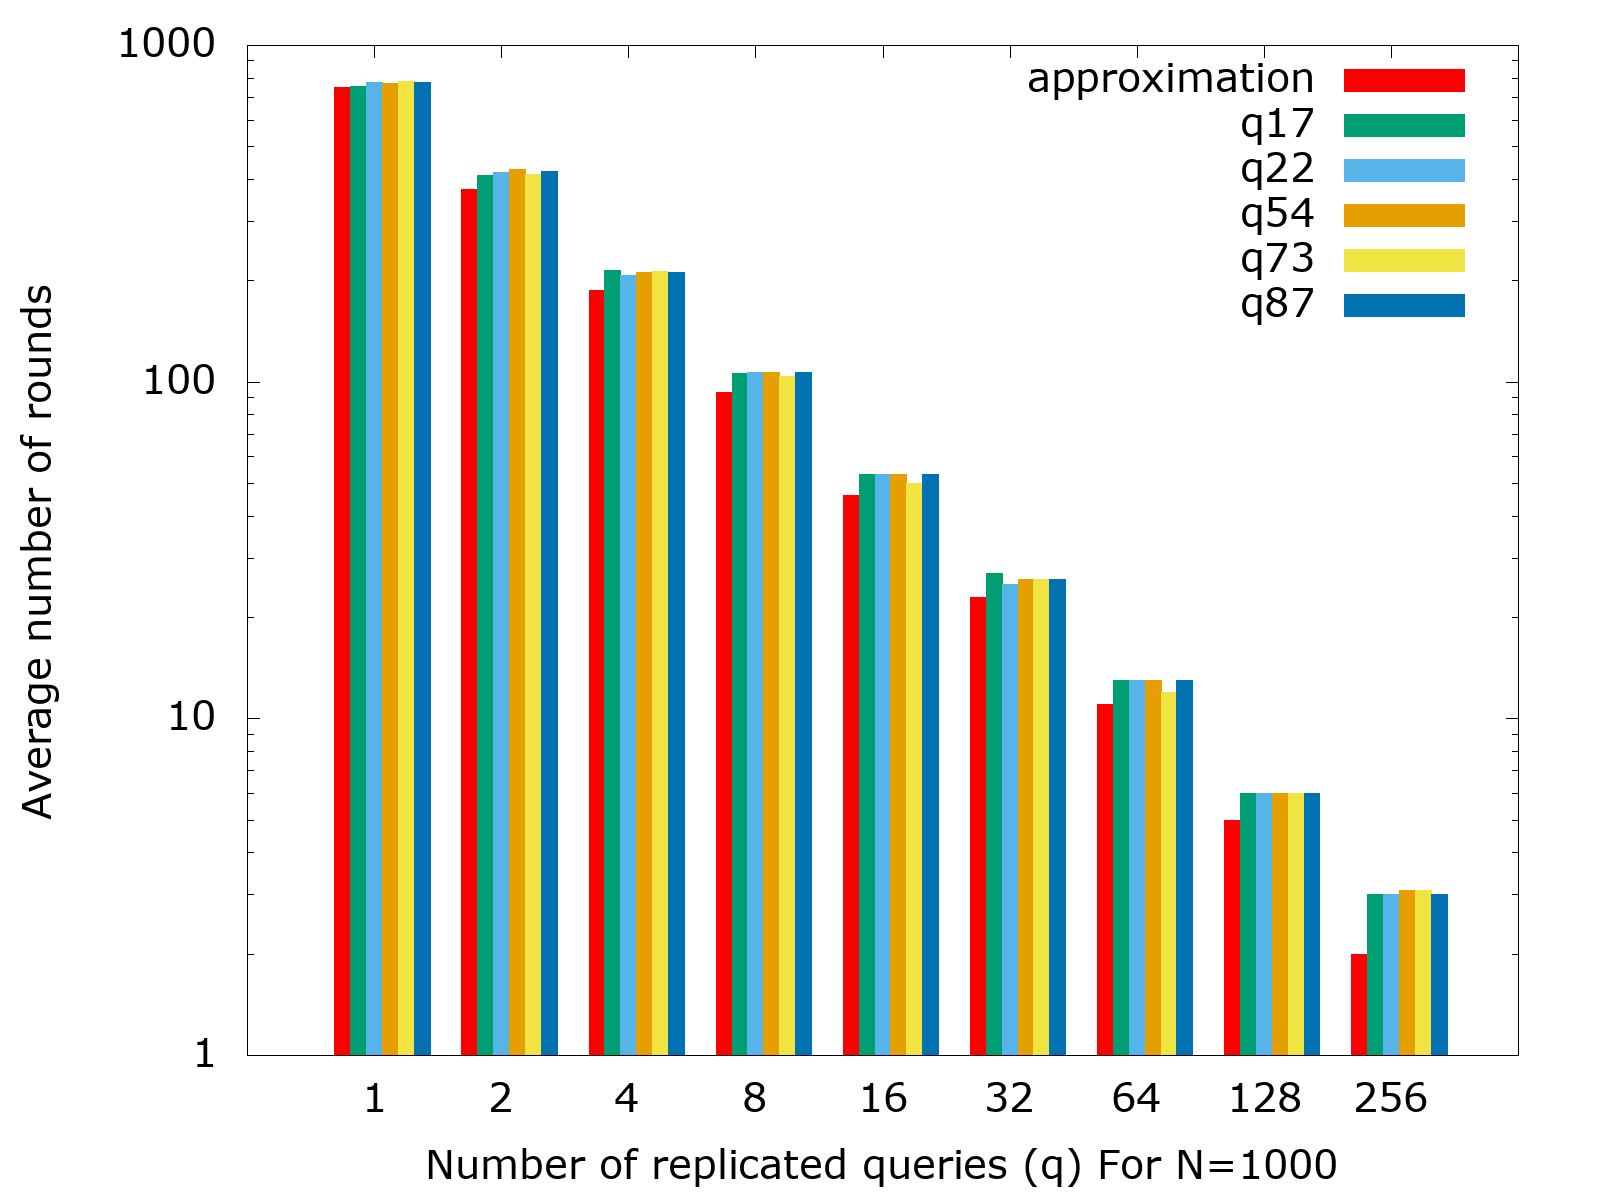 1000
100
10
1
Average number of rounds
approximation
q17
q22
q54
q73
q87
1 2 4 8 16 32 64 128 256
Number of replicated queries (q) For N=1000